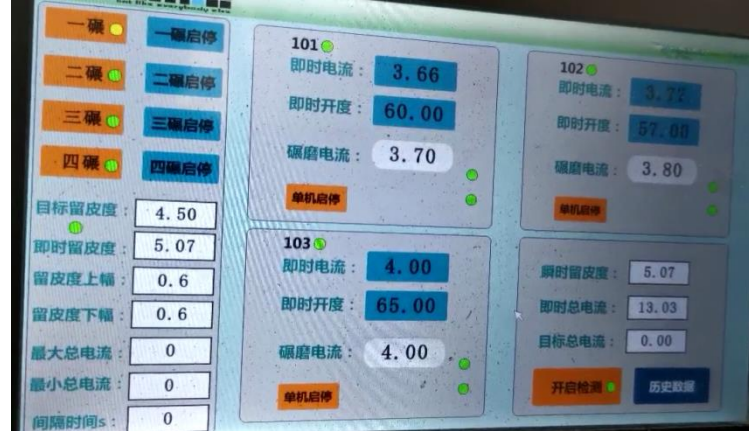 not like everybody else
一碾
一碾启停
二碾
二碾启停
三碾
三碾启停
四碾
四碾启停
目标留皮度： 4.50
即时留皮度： 5.07
留皮度上幅： 0.6
留皮度下幅： 0.6
最大总电流： 0
最小总电流： 0
间隔时间s： 0
101
即时电流： 3.66
即时开度： 60.00
碾磨电流： 3.70
单机启停
102
即时电流： 3.77
即时开度： 57.00
碾磨电流： 3.80
单机启停
103
即时电流： 4.00
即时开度： 65.00
碾磨电流： 4.00
单机启停
瞬时留皮度： 5.07
即时总电流： 13.03
目标总电流： 0.00
开启检测
历史数据